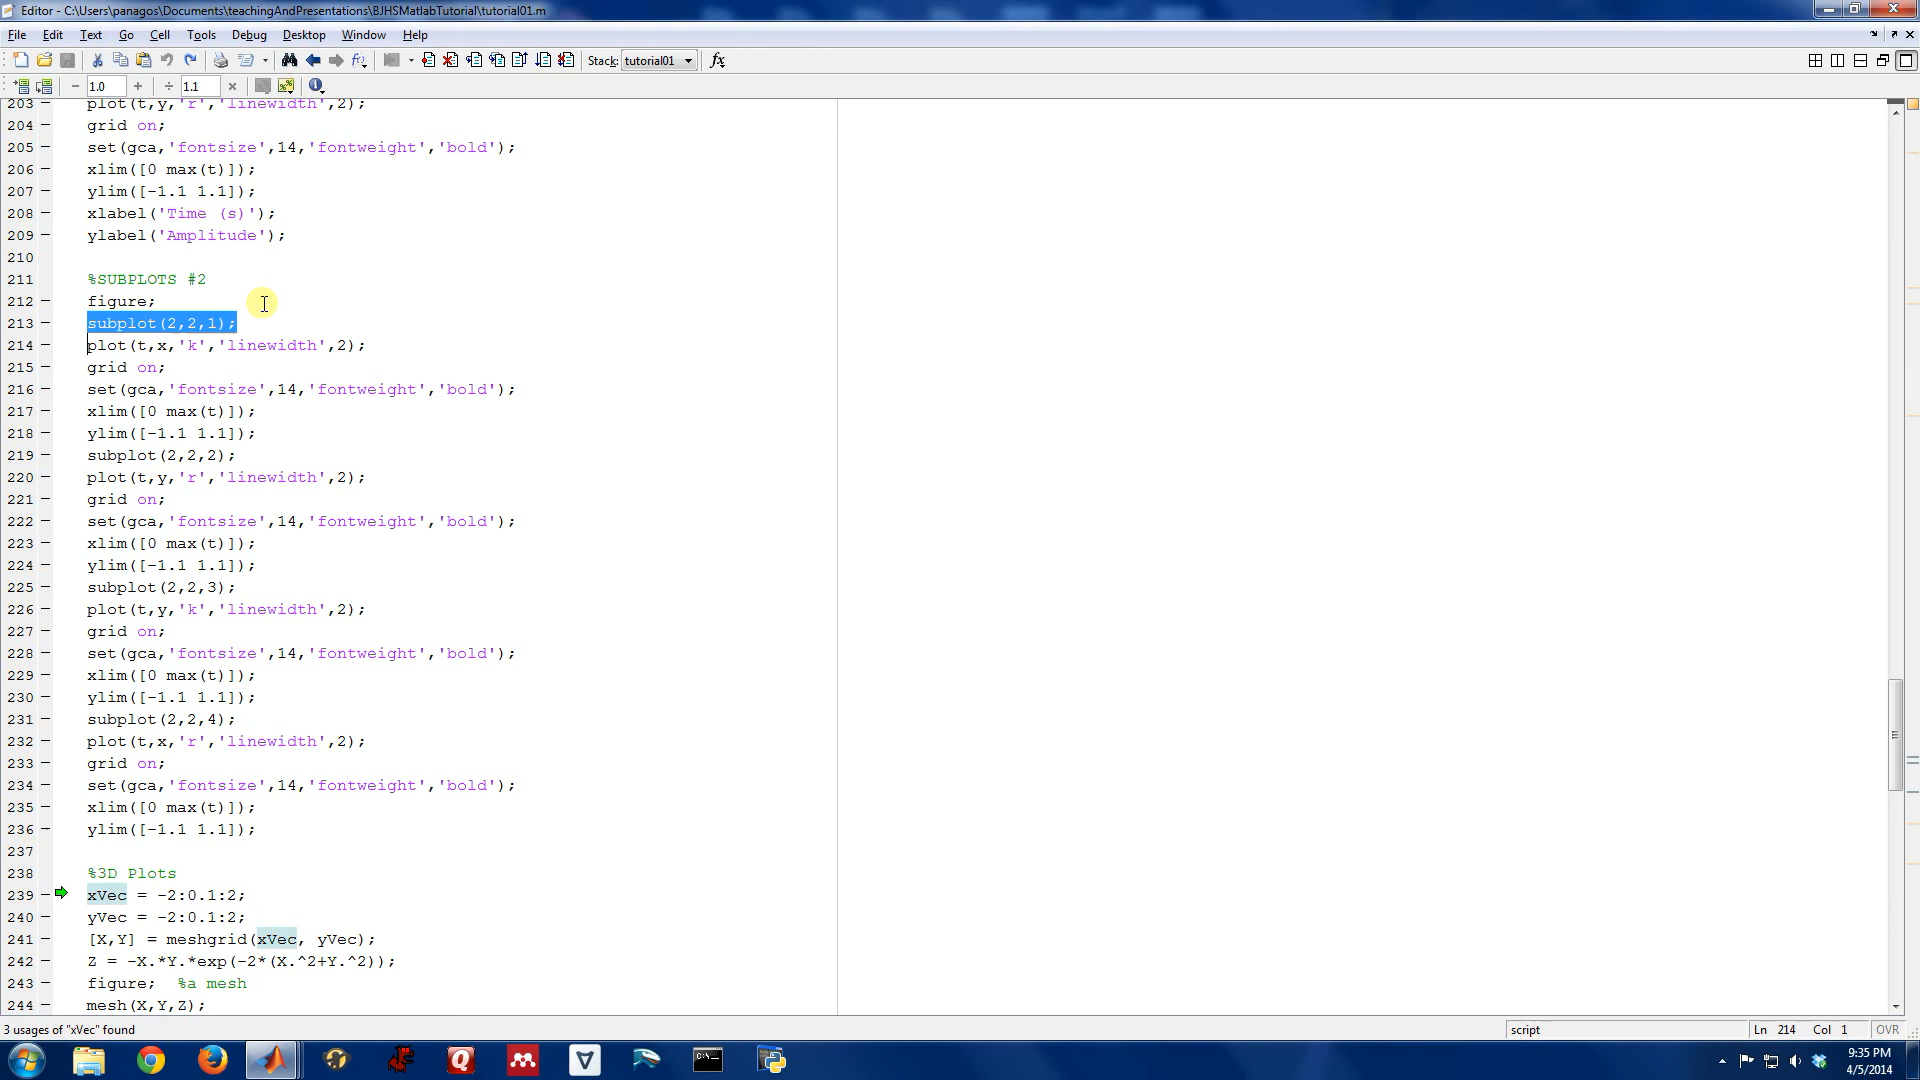 Editor - C:\Users\panagos\Documents\teachingAndPresentations\BJHSMatlabTutorial\tutorial01.m
File Edit Text Go Cell Tools Debug Desktop Window Help
Stack: tutorial01 fx
− 1.0 + ÷ 1.1 ×
203 − plot(t,y,'r','linewidth',2);
204 − grid on;
205 − set(gca,'fontsize',14,'fontweight','bold');
206 − xlim([0 max(t)]);
207 − ylim([-1.1 1.1]);
208 − xlabel('Time (s)');
209 − ylabel('Amplitude');
210
211 %SUBPLOTS #2
212 − figure;
213 − subplot(2,2,1);
214 − plot(t,x,'k','linewidth',2);
215 − grid on;
216 − set(gca,'fontsize',14,'fontweight','bold');
217 − xlim([0 max(t)]);
218 − ylim([-1.1 1.1]);
219 − subplot(2,2,2);
220 − plot(t,y,'r','linewidth',2);
221 − grid on;
222 − set(gca,'fontsize',14,'fontweight','bold');
223 − xlim([0 max(t)]);
224 − ylim([-1.1 1.1]);
225 − subplot(2,2,3);
226 − plot(t,y,'k','linewidth',2);
227 − grid on;
228 − set(gca,'fontsize',14,'fontweight','bold');
229 − xlim([0 max(t)]);
230 − ylim([-1.1 1.1]);
231 − subplot(2,2,4);
232 − plot(t,x,'r','linewidth',2);
233 − grid on;
234 − set(gca,'fontsize',14,'fontweight','bold');
235 − xlim([0 max(t)]);
236 − ylim([-1.1 1.1]);
237
238 %3D Plots
239 − xVec = -2:0.1:2;
240 − yVec = -2:0.1:2;
241 − [X,Y] = meshgrid(xVec, yVec);
242 − Z = -X.*Y.*exp(-2*(X.^2+Y.^2));
243 − figure; %a mesh
244 − mesh(X,Y,Z);
3 usages of "xVec" found script Ln 214 Col 1 OVR
9:35 PM
4/5/2014